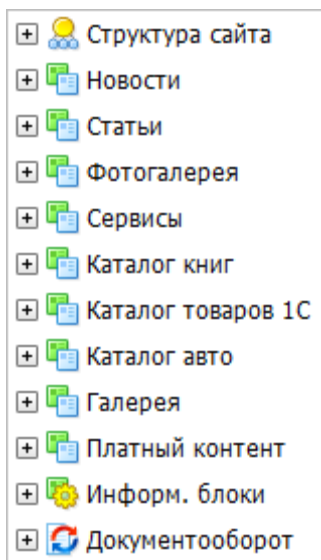 Структура сайта
Новости
Статьи
Фотогалерея
Сервисы
Каталог книг
Каталог товаров 1С
Каталог авто
Галерея
Платный контент
Информ. блоки
Документооборот